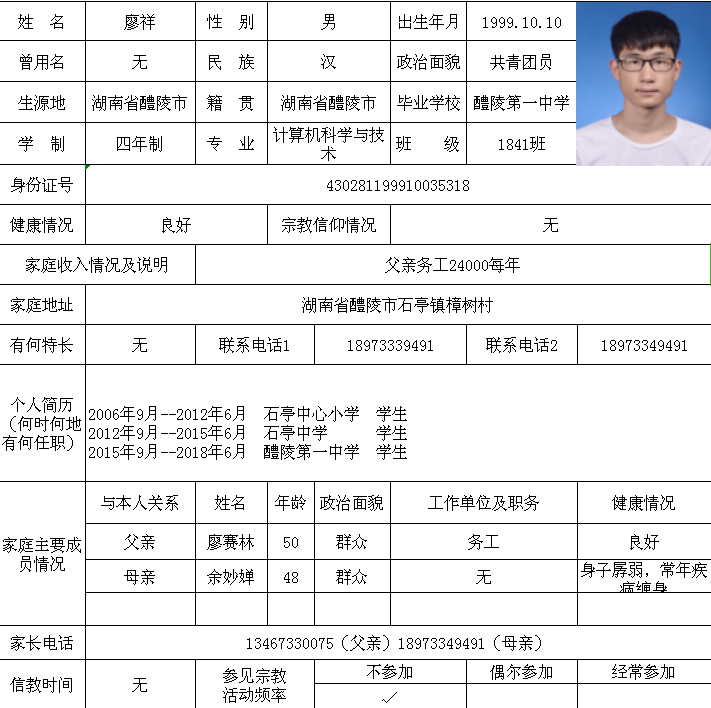 姓 名 廖祥 性 别 男 出生年月 1999.10.10
曾用名 无 民 族 汉 政治面貌 共青团员
生源地 湖南省醴陵市 籍 贯 湖南省醴陵市 毕业学校 醴陵第一中学
学 制 四年制 专 业 计算机科学与技术 班 级 1841班
身份证号 430281199910035318
健康情况 良好 宗教信仰情况 无
家庭收入情况及说明 父亲务工24000每年
家庭地址 湖南省醴陵市石亭镇樟树村
有何特长 无 联系电话1 18973339491 联系电话2 18973349491
个人简历
（何时何地
有何任职）
2006年9月--2012年6月 石亭中心小学 学生
2012年9月--2015年6月 石亭中学 学生
2015年9月--2018年6月 醴陵第一中学 学生
家庭主要成
员情况
与本人关系 姓名 年龄 政治面貌 工作单位及职务 健康情况
父亲 廖赛林 50 群众 务工 良好
母亲 余妙婵 48 群众 无 身子孱弱，常年疾
病缠身
家长电话 13467330075（父亲）18973349491（母亲）
信教时间 无 参见宗教
活动频率
不参加 偶尔参加 经常参加
✓